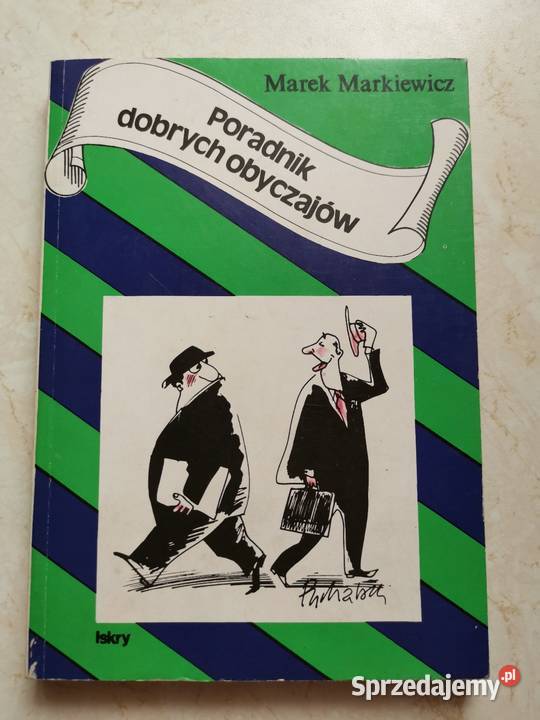 Marek Markiewicz
Poradnik
dobrych obyczajów
Iskry
Sprzedajemy.pl